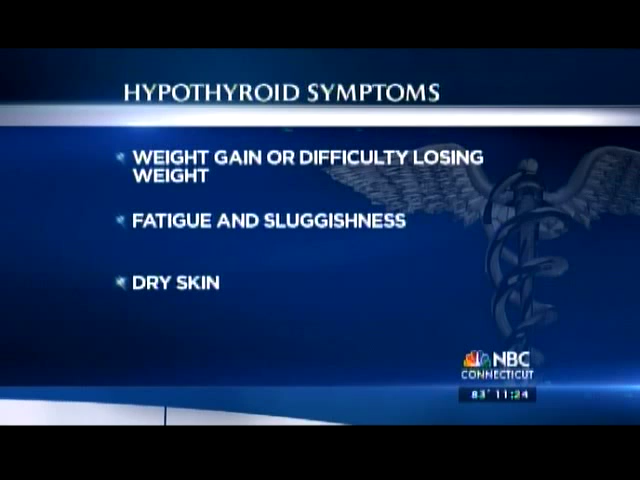 HYPOTHYROID SYMPTOMS
WEIGHT GAIN OR DIFFICULTY LOSING
WEIGHT
FATIGUE AND SLUGGISHNESS
DRY SKIN
NBC
CONNECTICUT
83° 11:24